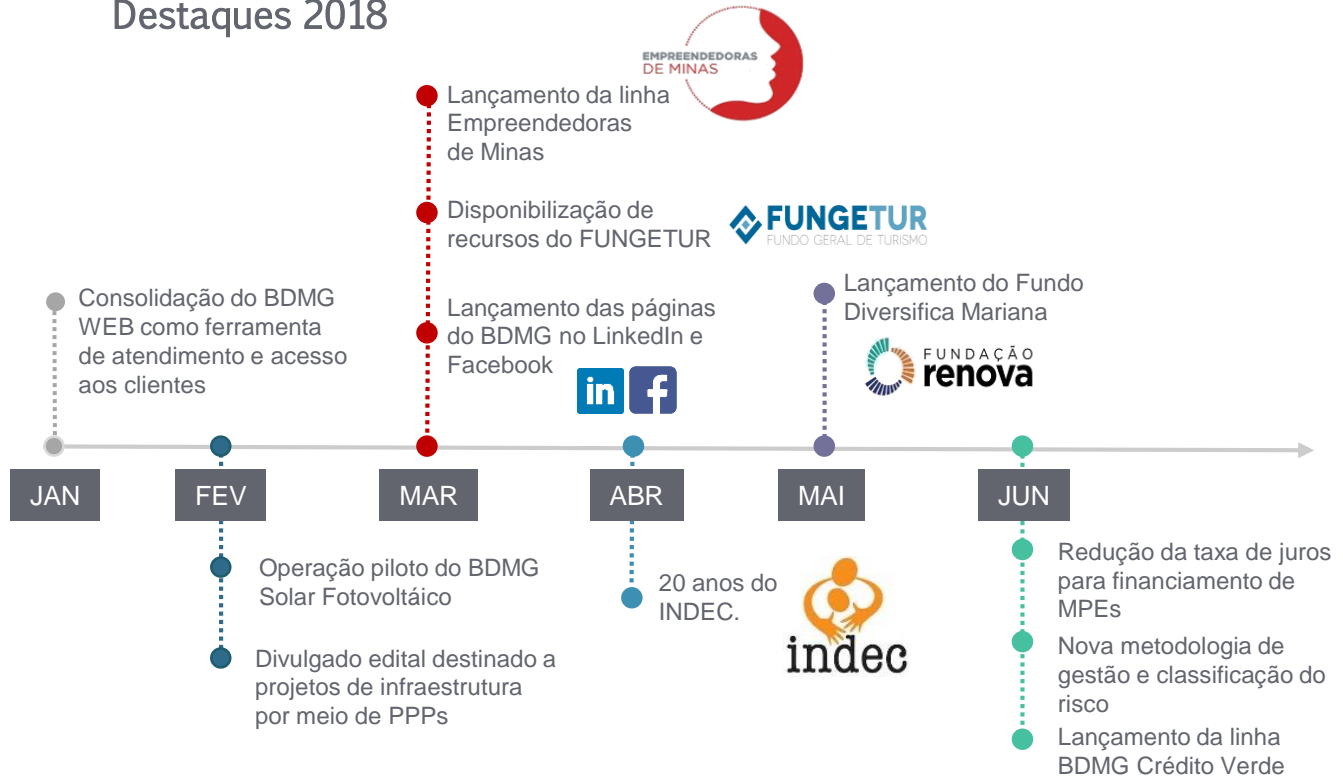 Destaques 2018
EMPREENDEDORAS
DE MINAS
Lançamento da linha
Empreendedoras
de Minas
Disponibilização de
recursos do FUNGETUR
FUNGETUR
FUNDO GERAL DE TURISMO
Lançamento das páginas
do BDMG no LinkedIn e
Facebook
in f
Consolidação do BDMG
WEB como ferramenta
de atendimento e acesso
aos clientes
Lançamento do Fundo
Diversifica Mariana
FUNDAÇÃO
renova
JAN FEV MAR ABR MAI JUN
Operação piloto do BDMG
Solar Fotovoltáico
Divulgado edital destinado a
projetos de infraestrutura
por meio de PPPs
20 anos do
INDEC.
indec
Redução da taxa de juros
para financiamento de
MPEs
Nova metodologia de
gestão e classificação do
risco
Lançamento da linha
BDMG Crédito Verde